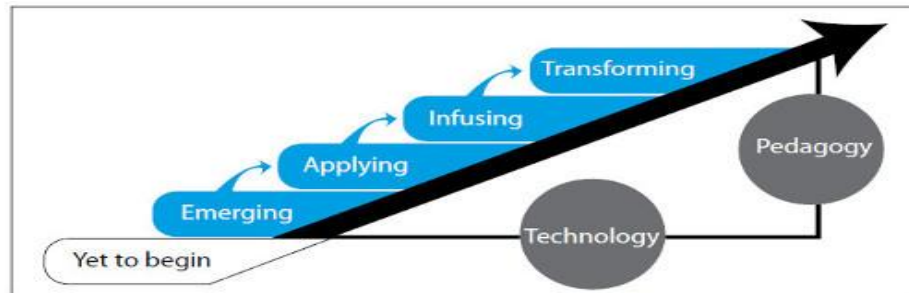 Transforming
Infusing
Applying
Emerging
Yet to begin
Pedagogy
Technology